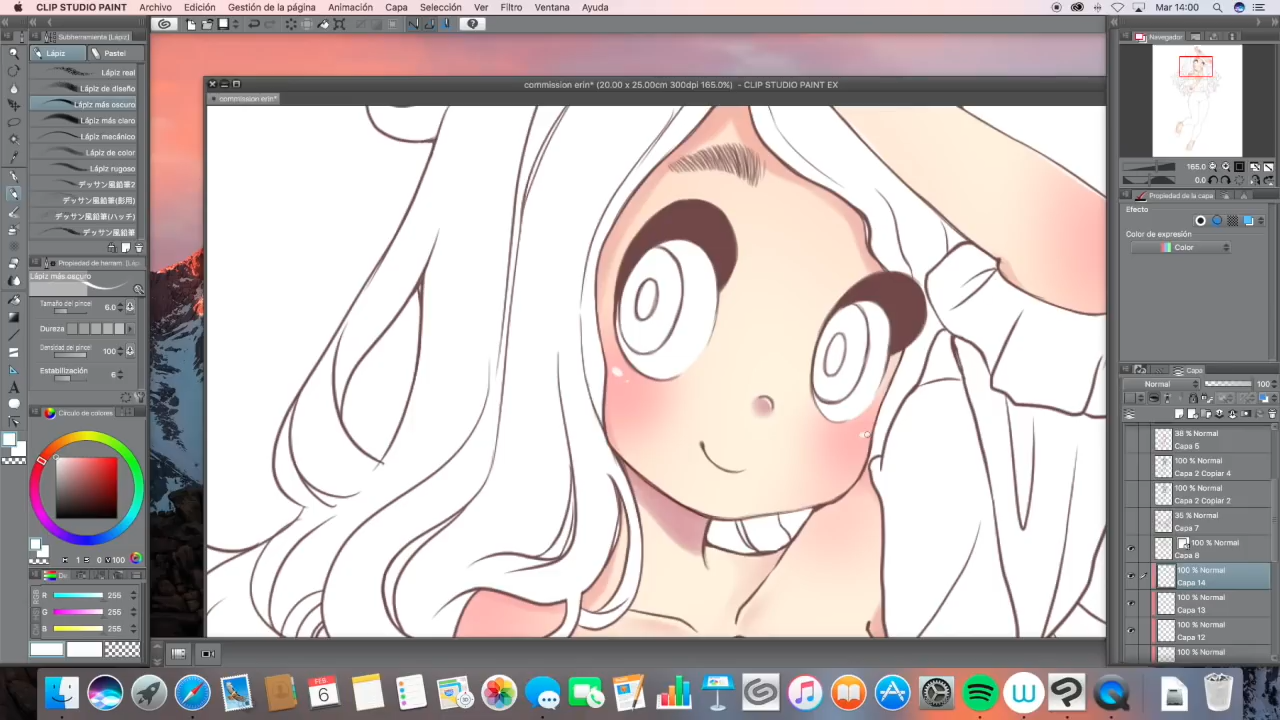 CLIP STUDIO PAINT Archivo Edición Gestión de la página Animación Capa Selección Ver Filtro Ventana Ayuda
Mar 14:00
Subherramienta (Lápiz)
Lápiz Pastel
Lápiz real
Lápiz de diseño
Lápiz más oscuro
Lápiz más claro
Lápiz mecánico
Lápiz de color
Lápiz rugoso
デッサン風鉛筆2
デッサン風鉛筆(影用)
デッサン風鉛筆(ハッチ)
デッサン風鉛筆
Propiedad de herram
Lápiz más oscuro
Tamaño del pincel 6.0
Dureza
Densidad del pincel 100
Estabilización 6
Círculo de colores
H 1 S 0 V 100
R 255
G 255
B 255
commission erin* (20.00 x 25.00cm 300dpi 165.0%) - CLIP STUDIO PAINT EX
commission erin*
Navegador
165.0
0.0
Propiedad de la capa
Efecto
Color de expresión
Color
Capa
Normal 100
38 % Normal
Capa 5
100 % Normal
Capa 2 Copiar 4
100 % Normal
Capa 2 Copiar 2
35 % Normal
Capa 7
100 % Normal
Capa 8
100 % Normal
Capa 14
100 % Normal
Capa 13
100 % Normal
Capa 12
100 % Normal
FEB
6